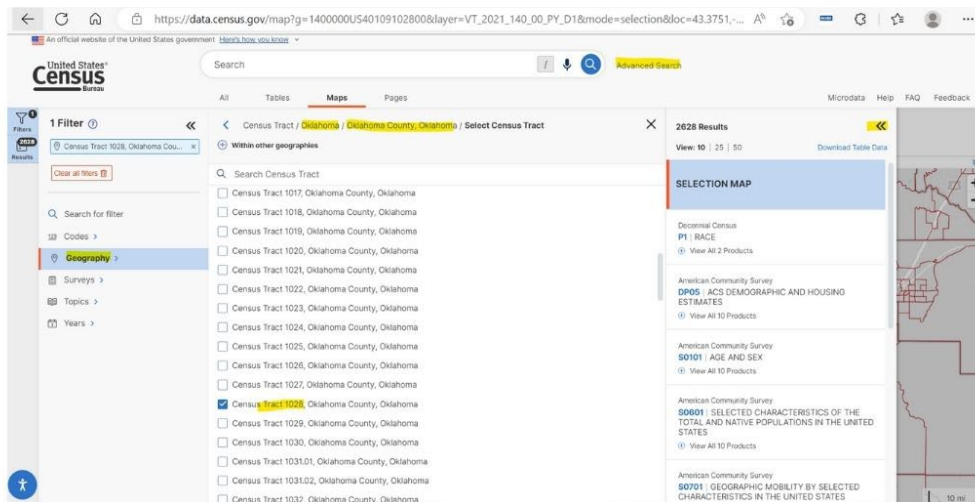 https://data.census.gov/map?g=1400000US40109102800&layer=VT_2021_140_00_PY_D1&mode=selection&loc=43.3751,-...
An official website of the United States government Here's how you know
United States®
Census
Bureau
Search
/
Advanced Search
All Tables Maps Pages
Microdata Help FAQ Feedback
0
Filters
2628
Results
1 Filter
Census Tract 1028, Oklahoma Cou... ×
Clear all filters
Search for filter
Codes >
Geography >
Surveys >
Topics >
Years >
Census Tract / Oklahoma / Oklahoma County, Oklahoma / Select Census Tract
Within other geographies
Search Census Tract
Census Tract 1017, Oklahoma County, Oklahoma
Census Tract 1018, Oklahoma County, Oklahoma
Census Tract 1019, Oklahoma County, Oklahoma
Census Tract 1020, Oklahoma County, Oklahoma
Census Tract 1021, Oklahoma County, Oklahoma
Census Tract 1022, Oklahoma County, Oklahoma
Census Tract 1023, Oklahoma County, Oklahoma
Census Tract 1024, Oklahoma County, Oklahoma
Census Tract 1025, Oklahoma County, Oklahoma
Census Tract 1026, Oklahoma County, Oklahoma
Census Tract 1027, Oklahoma County, Oklahoma
Census Tract 1028, Oklahoma County, Oklahoma
Census Tract 1029, Oklahoma County, Oklahoma
Census Tract 1030, Oklahoma County, Oklahoma
Census Tract 1031.01, Oklahoma County, Oklahoma
Census Tract 1031.02, Oklahoma County, Oklahoma
Census Tract 1032, Oklahoma County, Oklahoma
2628 Results
View: 10 | 25 | 50 Download Table Data
SELECTION MAP
Decennial Census
P1 | RACE
View All 2 Products
American Community Survey
DP05 | ACS DEMOGRAPHIC AND HOUSING
ESTIMATES
View All 10 Products
American Community Survey
S0101 | AGE AND SEX
View All 10 Products
American Community Survey
S0601 | SELECTED CHARACTERISTICS OF THE
TOTAL AND NATIVE POPULATIONS IN THE UNITED
STATES
View All 10 Products
American Community Survey
S0701 | GEOGRAPHIC MOBILITY BY SELECTED
CHARACTERISTICS IN THE UNITED STATES
10 mi